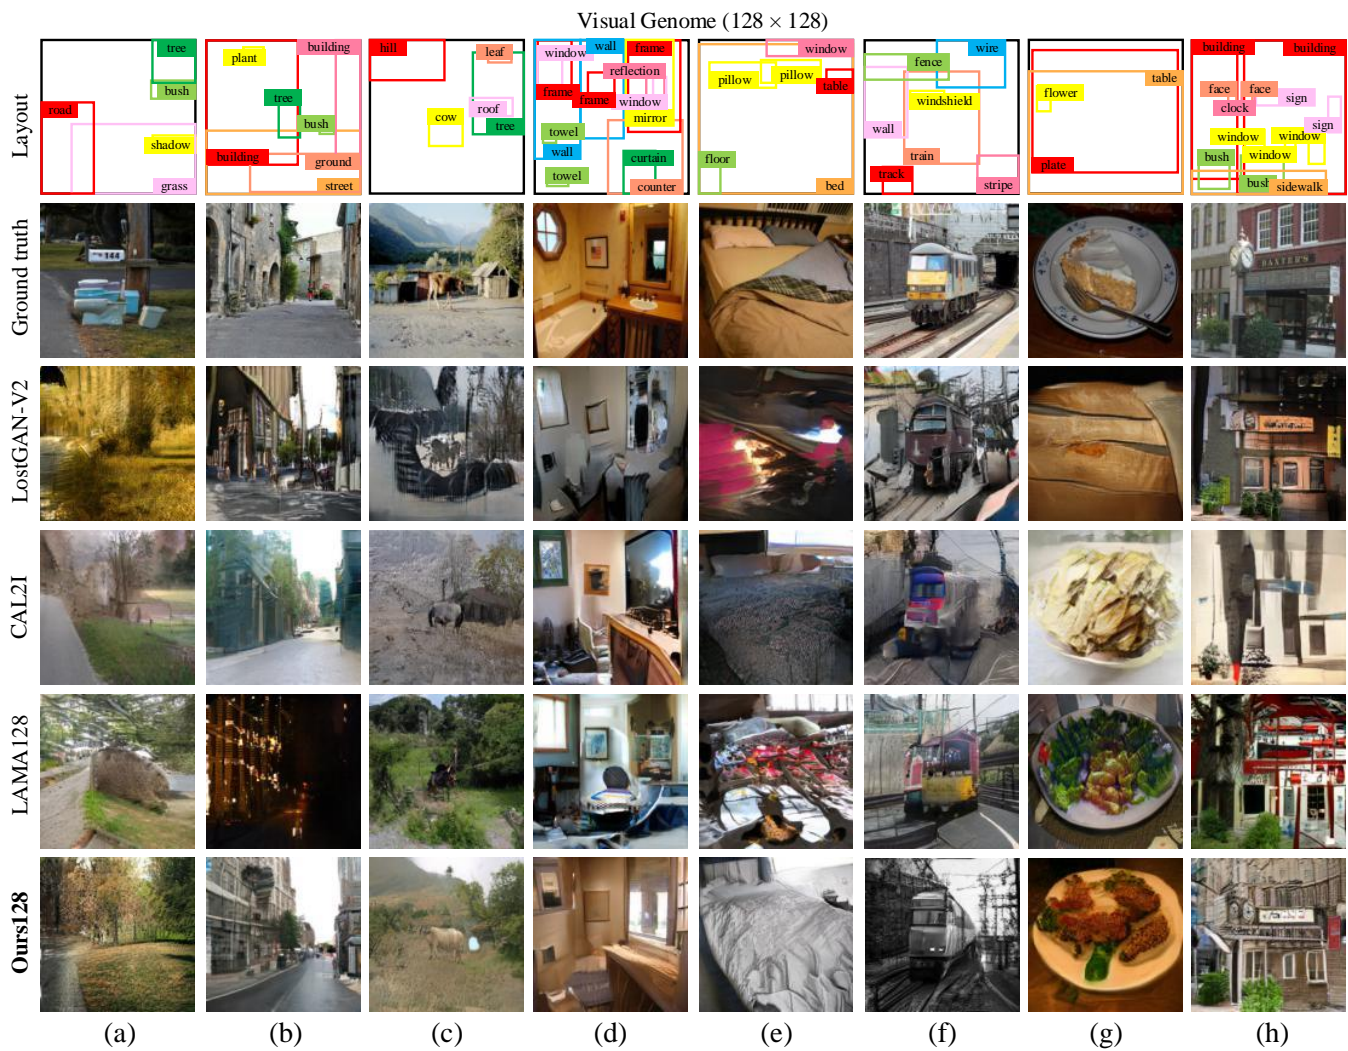 Visual Genome (128 × 128)
Layout
tree
bush
road
shadow
grass
plant
building
tree
bush
building
ground
street
hill
leaf
cow
roof
tree
window
wall
frame
reflection
frame
frame
window
mirror
towel
wall
curtain
towel
counter
window
pillow
pillow
table
floor
bed
wire
fence
windshield
wall
train
track
stripe
table
flower
plate
building
building
face
face
clock
sign
sign
window
window
bush
window
bush
sidewalk
Ground truth
144
BAXTER'S
LostGAN-V2
CAL2I
LAMA128
Ours128
(a)
(b)
(c)
(d)
(e)
(f)
(g)
(h)